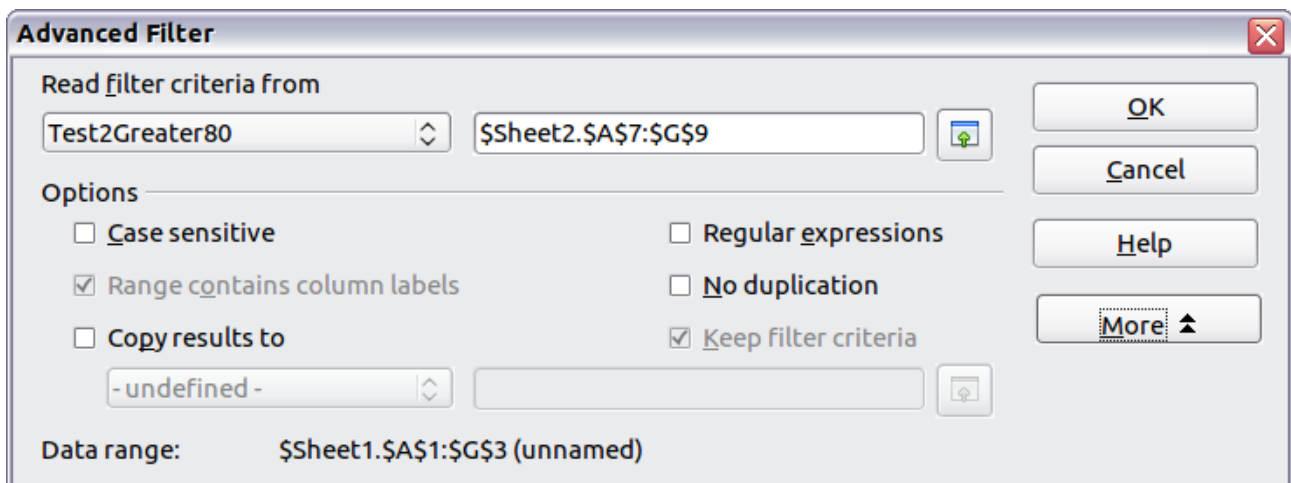 Advanced Filter
Read filter criteria from
Test2Greater80 $Sheet2.$A$7:$G$9
OK
Cancel
Options
Case sensitive Regular expressions
Help
Range contains column labels No duplication
More
Copy results to Keep filter criteria
- undefined -
Data range: $Sheet1.$A$1:$G$3 (unnamed)